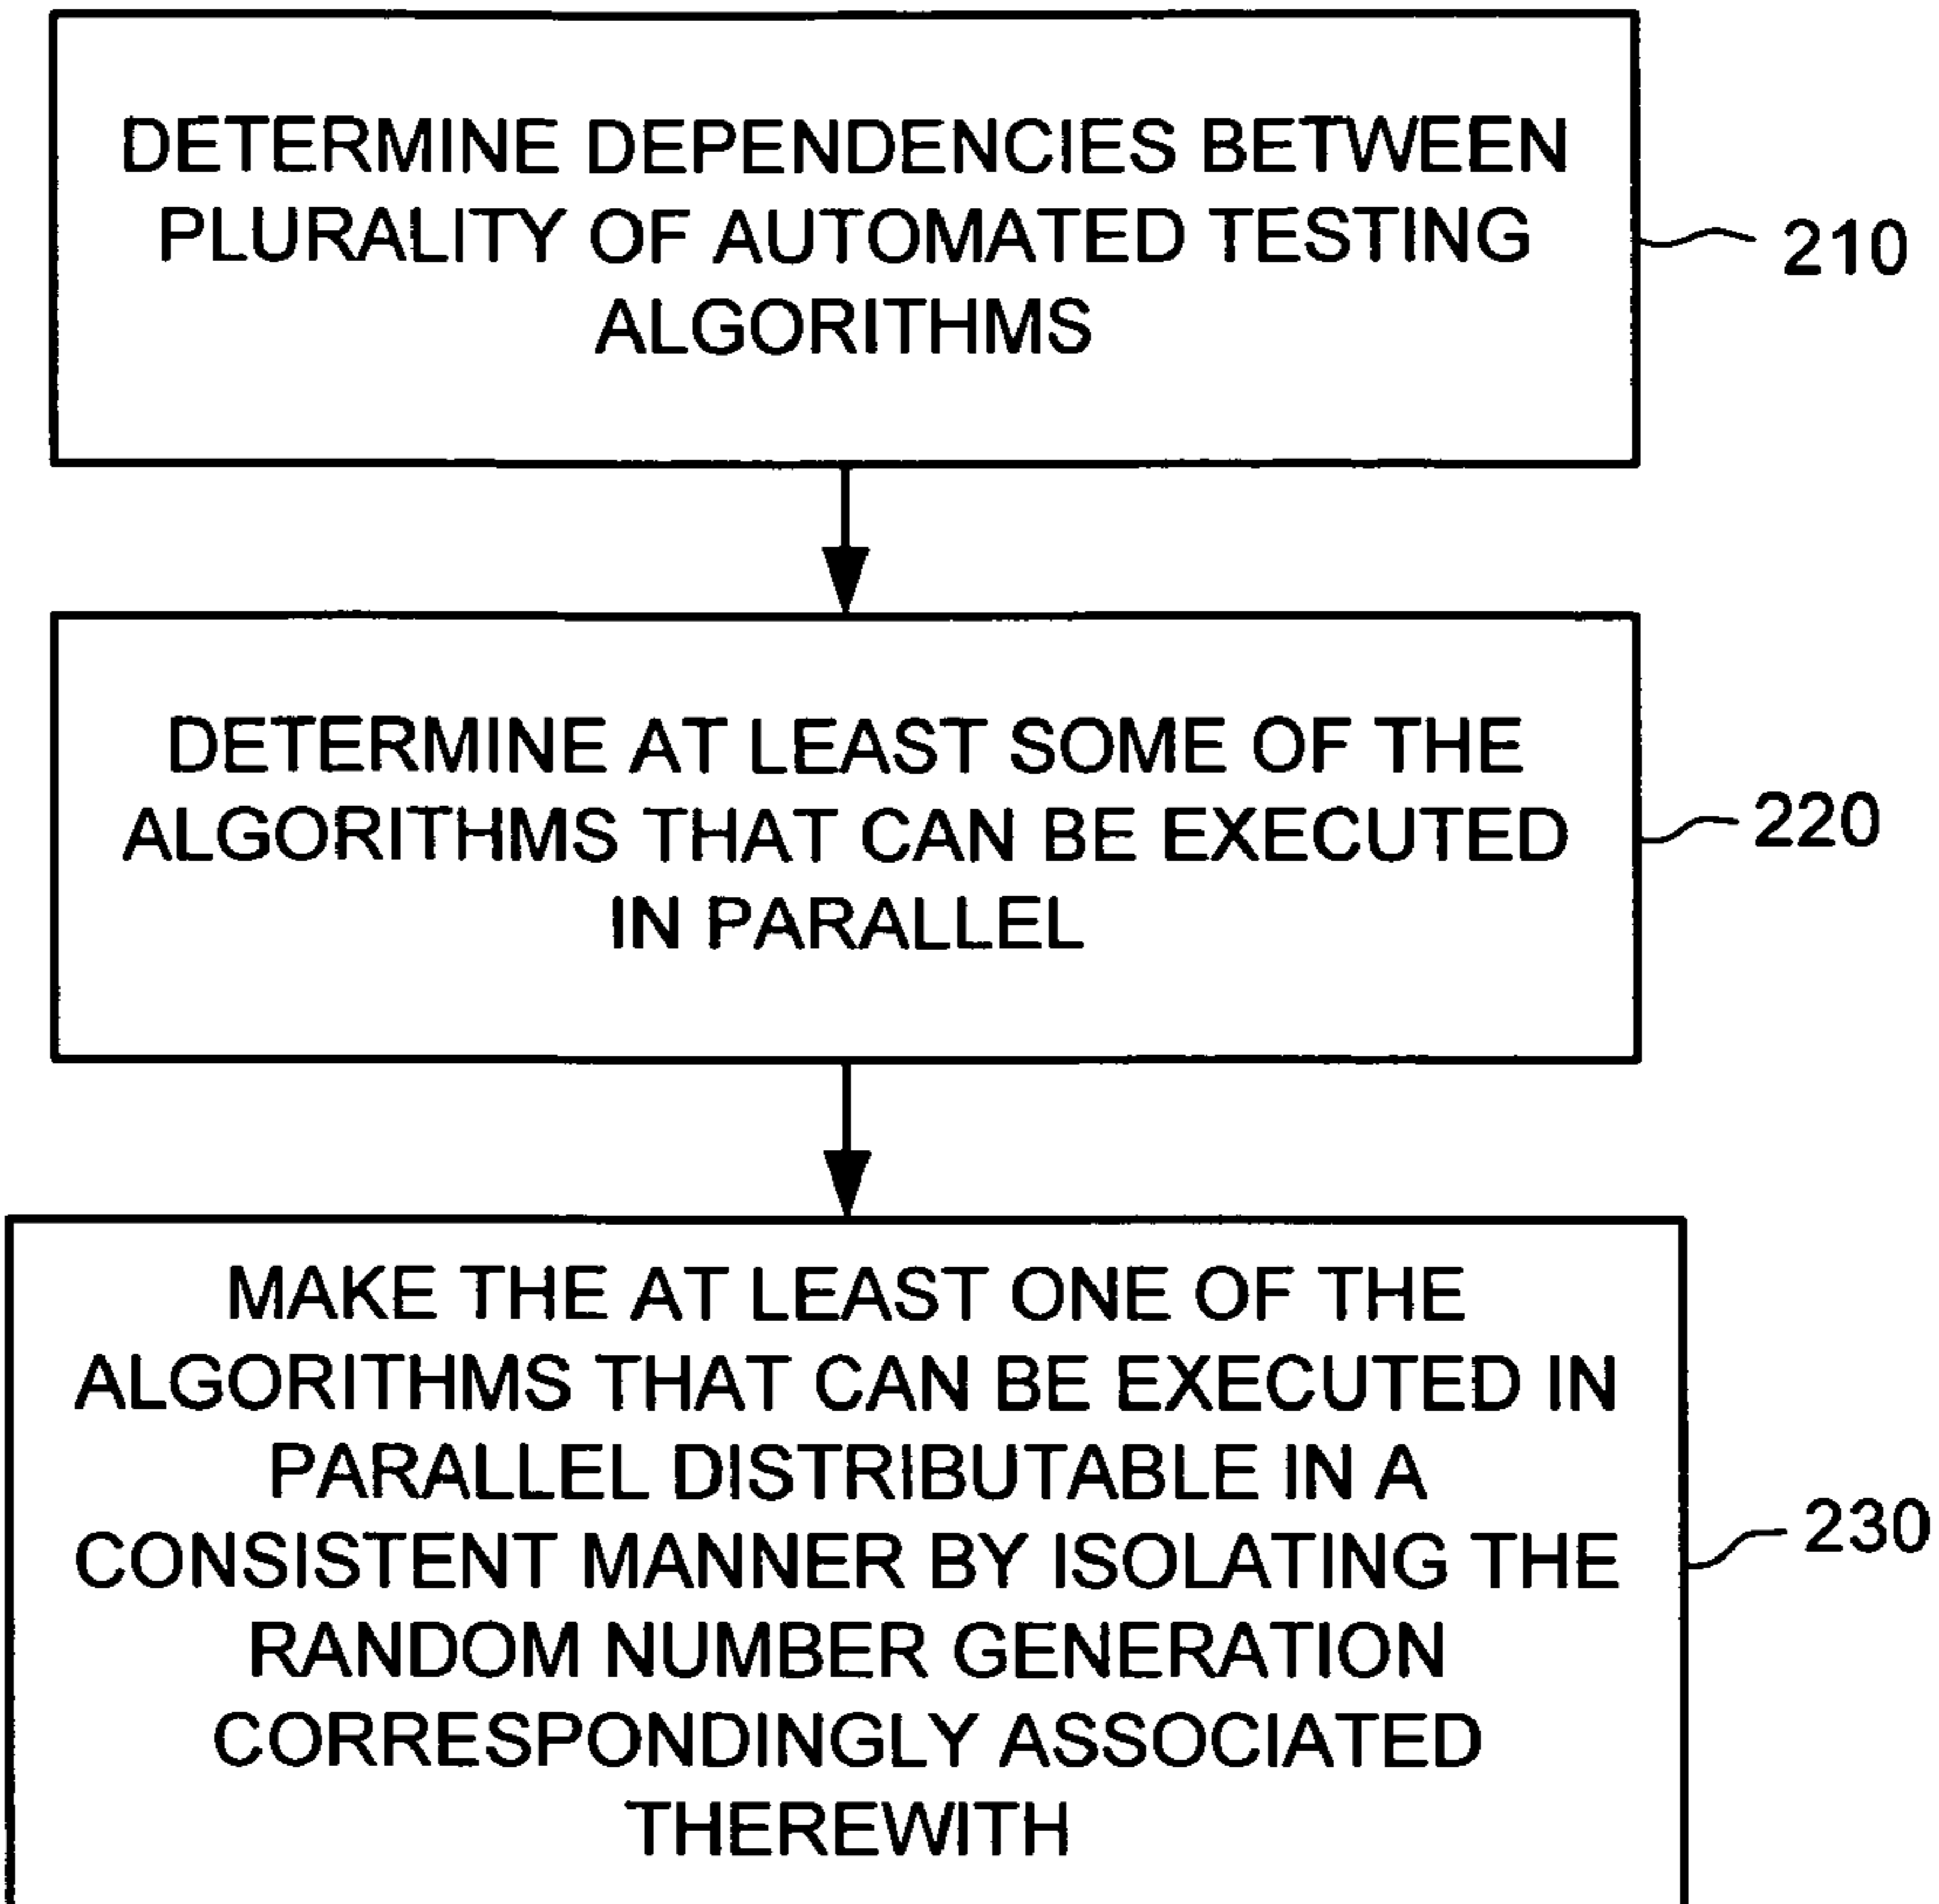 DETERMINE DEPENDENCIES BETWEEN
PLURALITY OF AUTOMATED TESTING
ALGORITHMS
210
DETERMINE AT LEAST SOME OF THE
ALGORITHMS THAT CAN BE EXECUTED
IN PARALLEL
220
MAKE THE AT LEAST ONE OF THE
ALGORITHMS THAT CAN BE EXECUTED IN
PARALLEL DISTRIBUTABLE IN A
CONSISTENT MANNER BY ISOLATING THE
RANDOM NUMBER GENERATION
CORRESPONDINGLY ASSOCIATED
THEREWITH
230